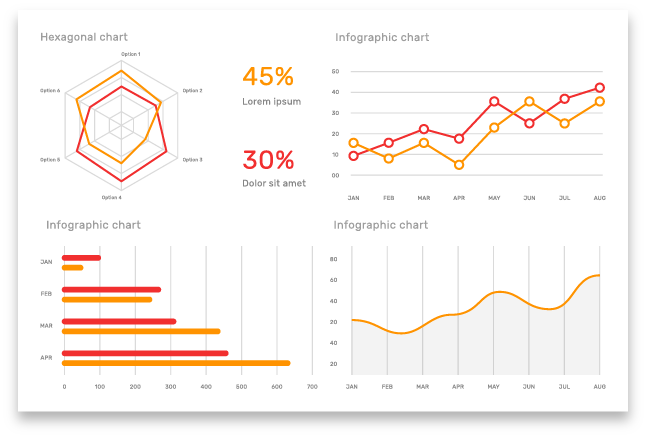 Hexagonal chart
Option 1
Option 6
Option 2
Option 5
Option 3
Option 4
45%
Lorem ipsum
30%
Dolor sit amet
Infographic chart
50
40
30
20
10
00
JAN FEB MAR APR MAY JUN JUL AUG
Infographic chart
JAN
FEB
MAR
APR
0 100 200 300 400 500 600 700
Infographic chart
80
60
40
20
40
20
JAN FEB MAR APR MAY JUN JUL AUG